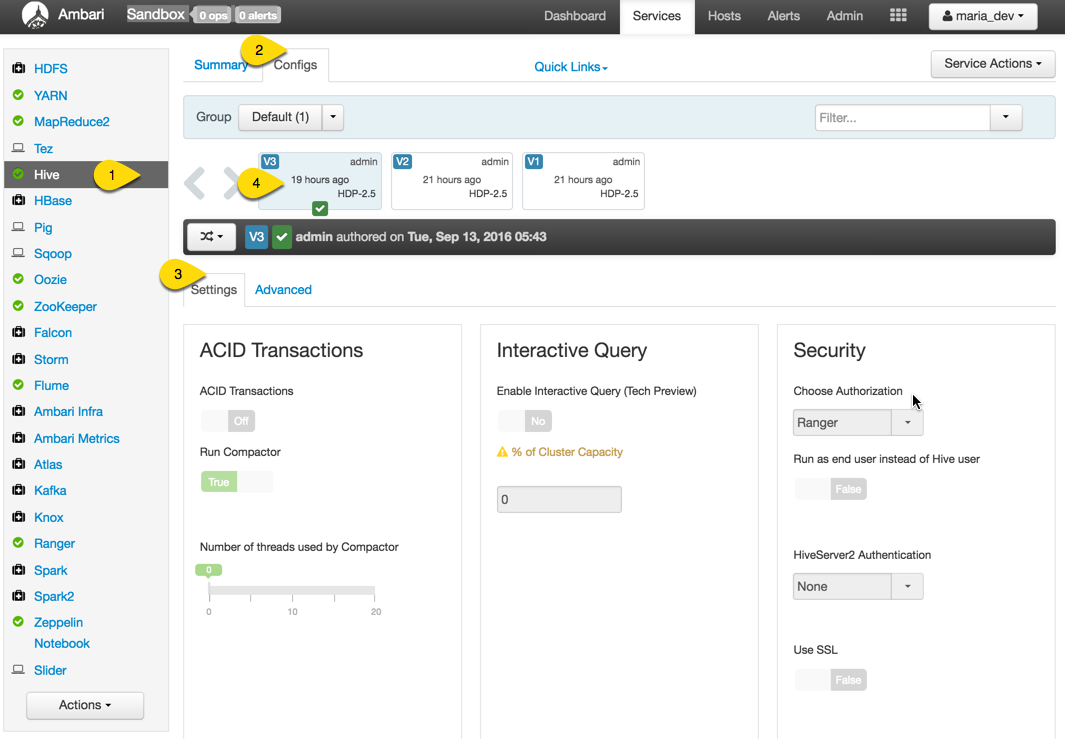 Ambari Sandbox 0 ops 0 alerts Dashboard Services Hosts Alerts Admin maria_dev
HDFS
YARN
MapReduce2
Tez
Hive
HBase
Pig
Sqoop
Oozie
ZooKeeper
Falcon
Storm
Flume
Ambari Infra
Ambari Metrics
Atlas
Kafka
Knox
Ranger
Spark
Spark2
Zeppelin
Notebook
Slider
Actions
1
2
Summary Configs Quick Links Service Actions
Group Default (1) Filter...
V3 admin
19 hours ago
HDP-2.5
V2 admin
21 hours ago
HDP-2.5
V1 admin
21 hours ago
HDP-2.5
4
V3 admin authored on Tue, Sep 13, 2016 05:43
3
Settings Advanced
ACID Transactions
ACID Transactions
Off
Run Compactor
True
Number of threads used by Compactor
0
0 10 20
Interactive Query
Enable Interactive Query (Tech Preview)
No
% of Cluster Capacity
0
Security
Choose Authorization
Ranger
Run as end user instead of Hive user
False
HiveServer2 Authentication
None
Use SSL
False